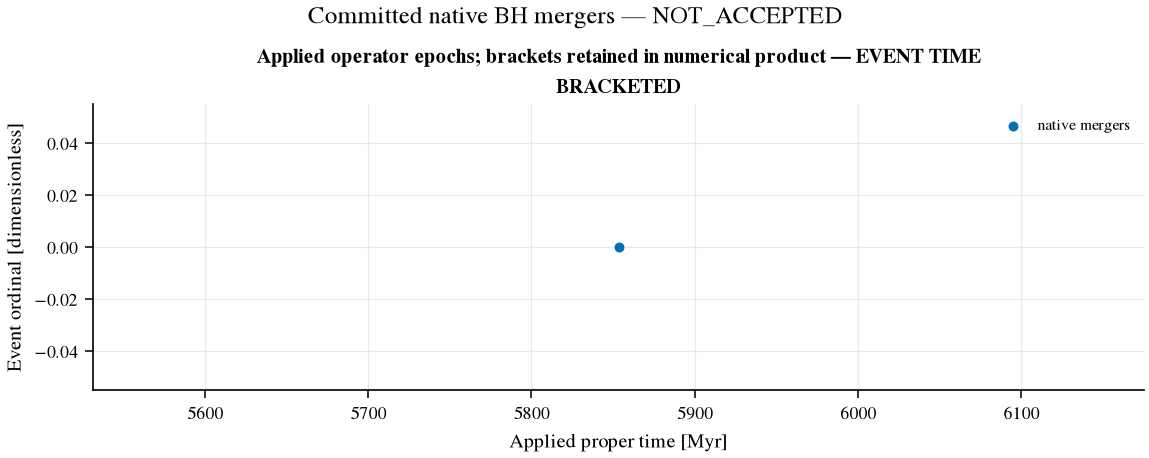 Committed native BH mergers — NOT_ACCEPTED
Applied operator epochs; brackets retained in numerical product — EVENT TIME
BRACKETED
native mergers
Event ordinal [dimensionless]
0.04
0.02
0.00
−0.02
−0.04
5600 5700 5800 5900 6000 6100
Applied proper time [Myr]